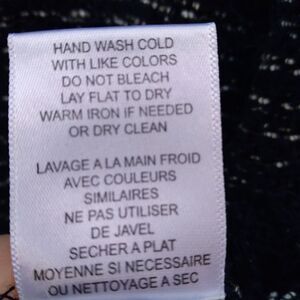 HAND WASH COLD
WITH LIKE COLORS
DO NOT BLEACH
LAY FLAT TO DRY
WARM IRON IF NEEDED
OR DRY CLEAN
LAVAGE A LA MAIN FROID
AVEC COULEURS
SIMILAIRES
NE PAS UTILISER
DE JAVEL
SECHER A PLAT
MOYENNE SI NECESSAIRE
OU NETTOYAGE A SEC